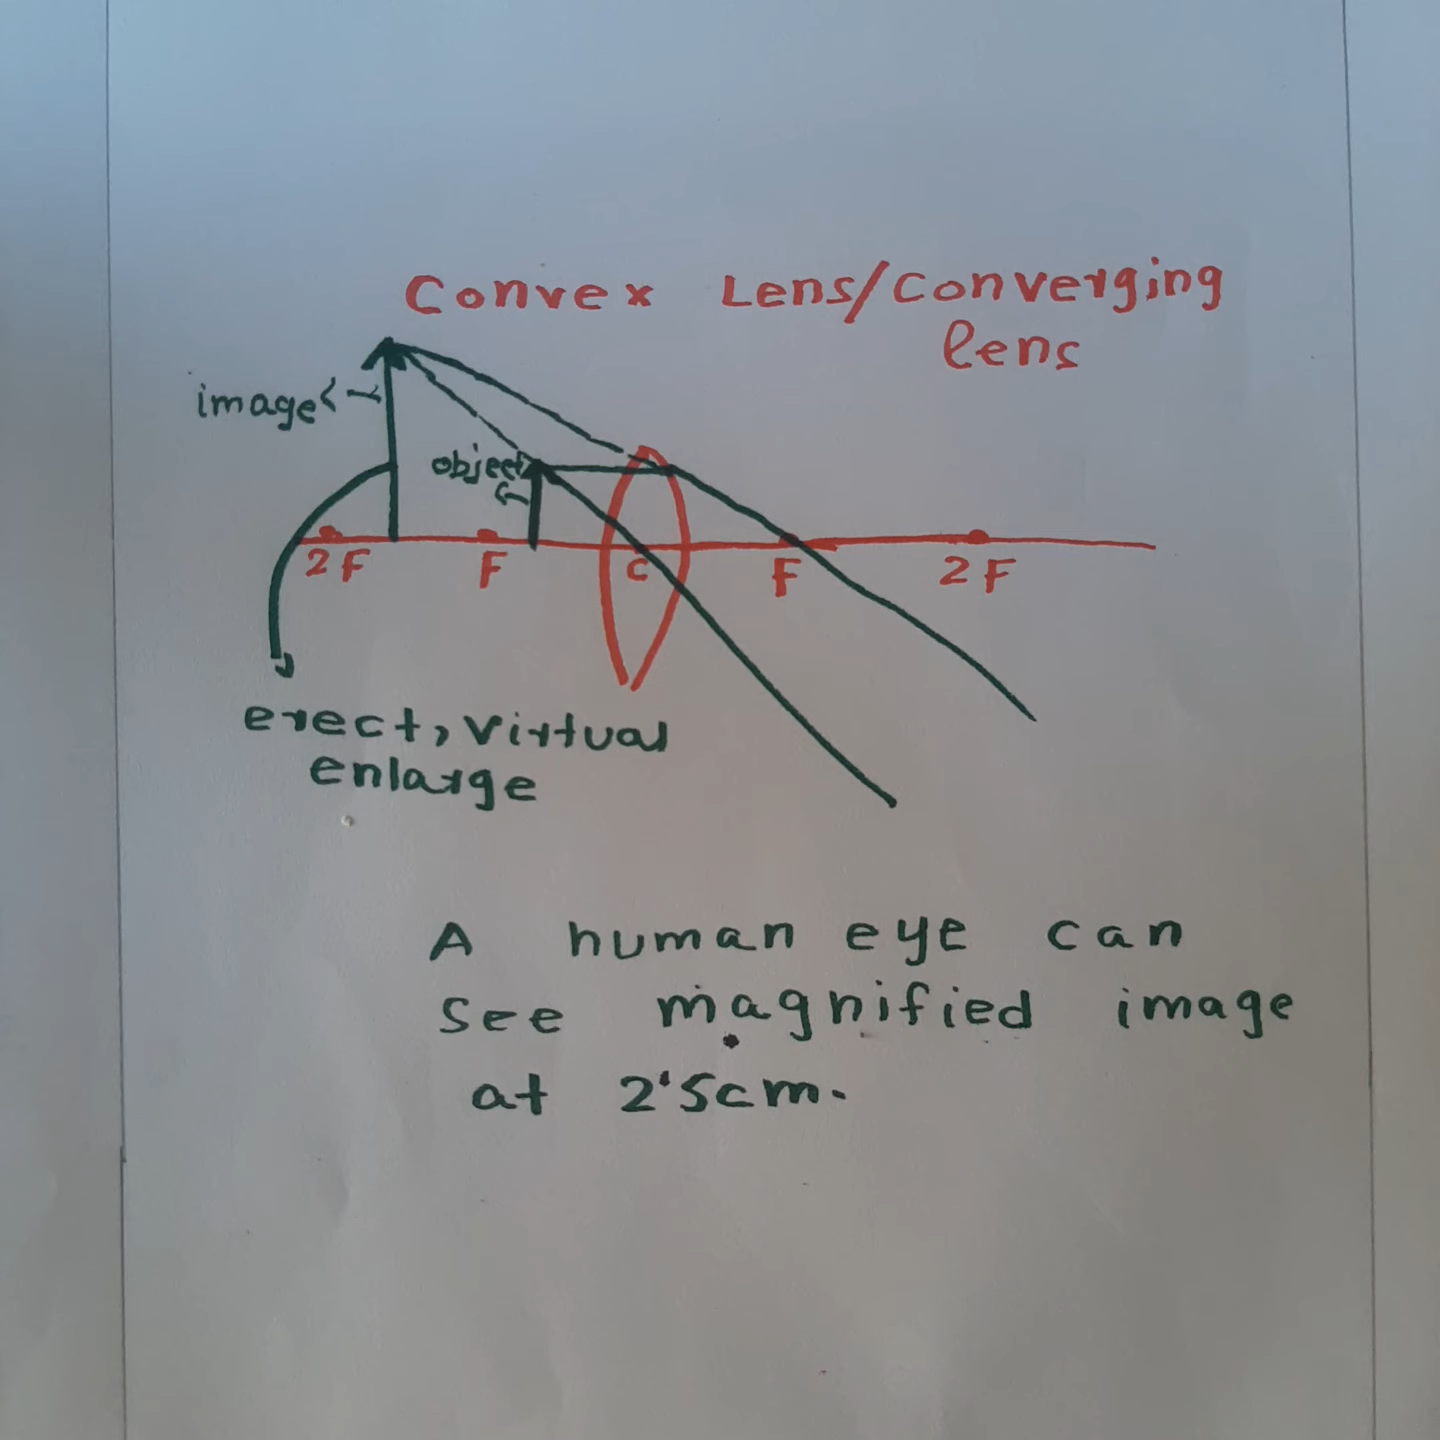 Convex Lens/Converging
lens
image
object
2F F C F 2F
erect, Virtual
enlarge
A human eye can
see magnified image
at 2.5cm.